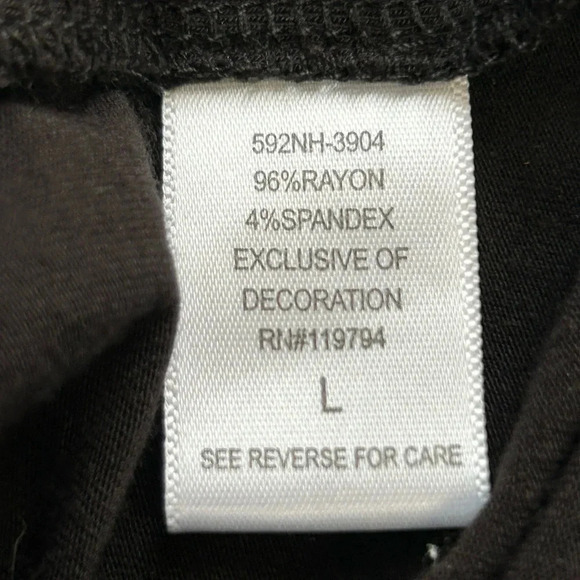 592NH-3904
96%RAYON
4%SPANDEX
EXCLUSIVE OF
DECORATION
RN#119794
L
SEE REVERSE FOR CARE